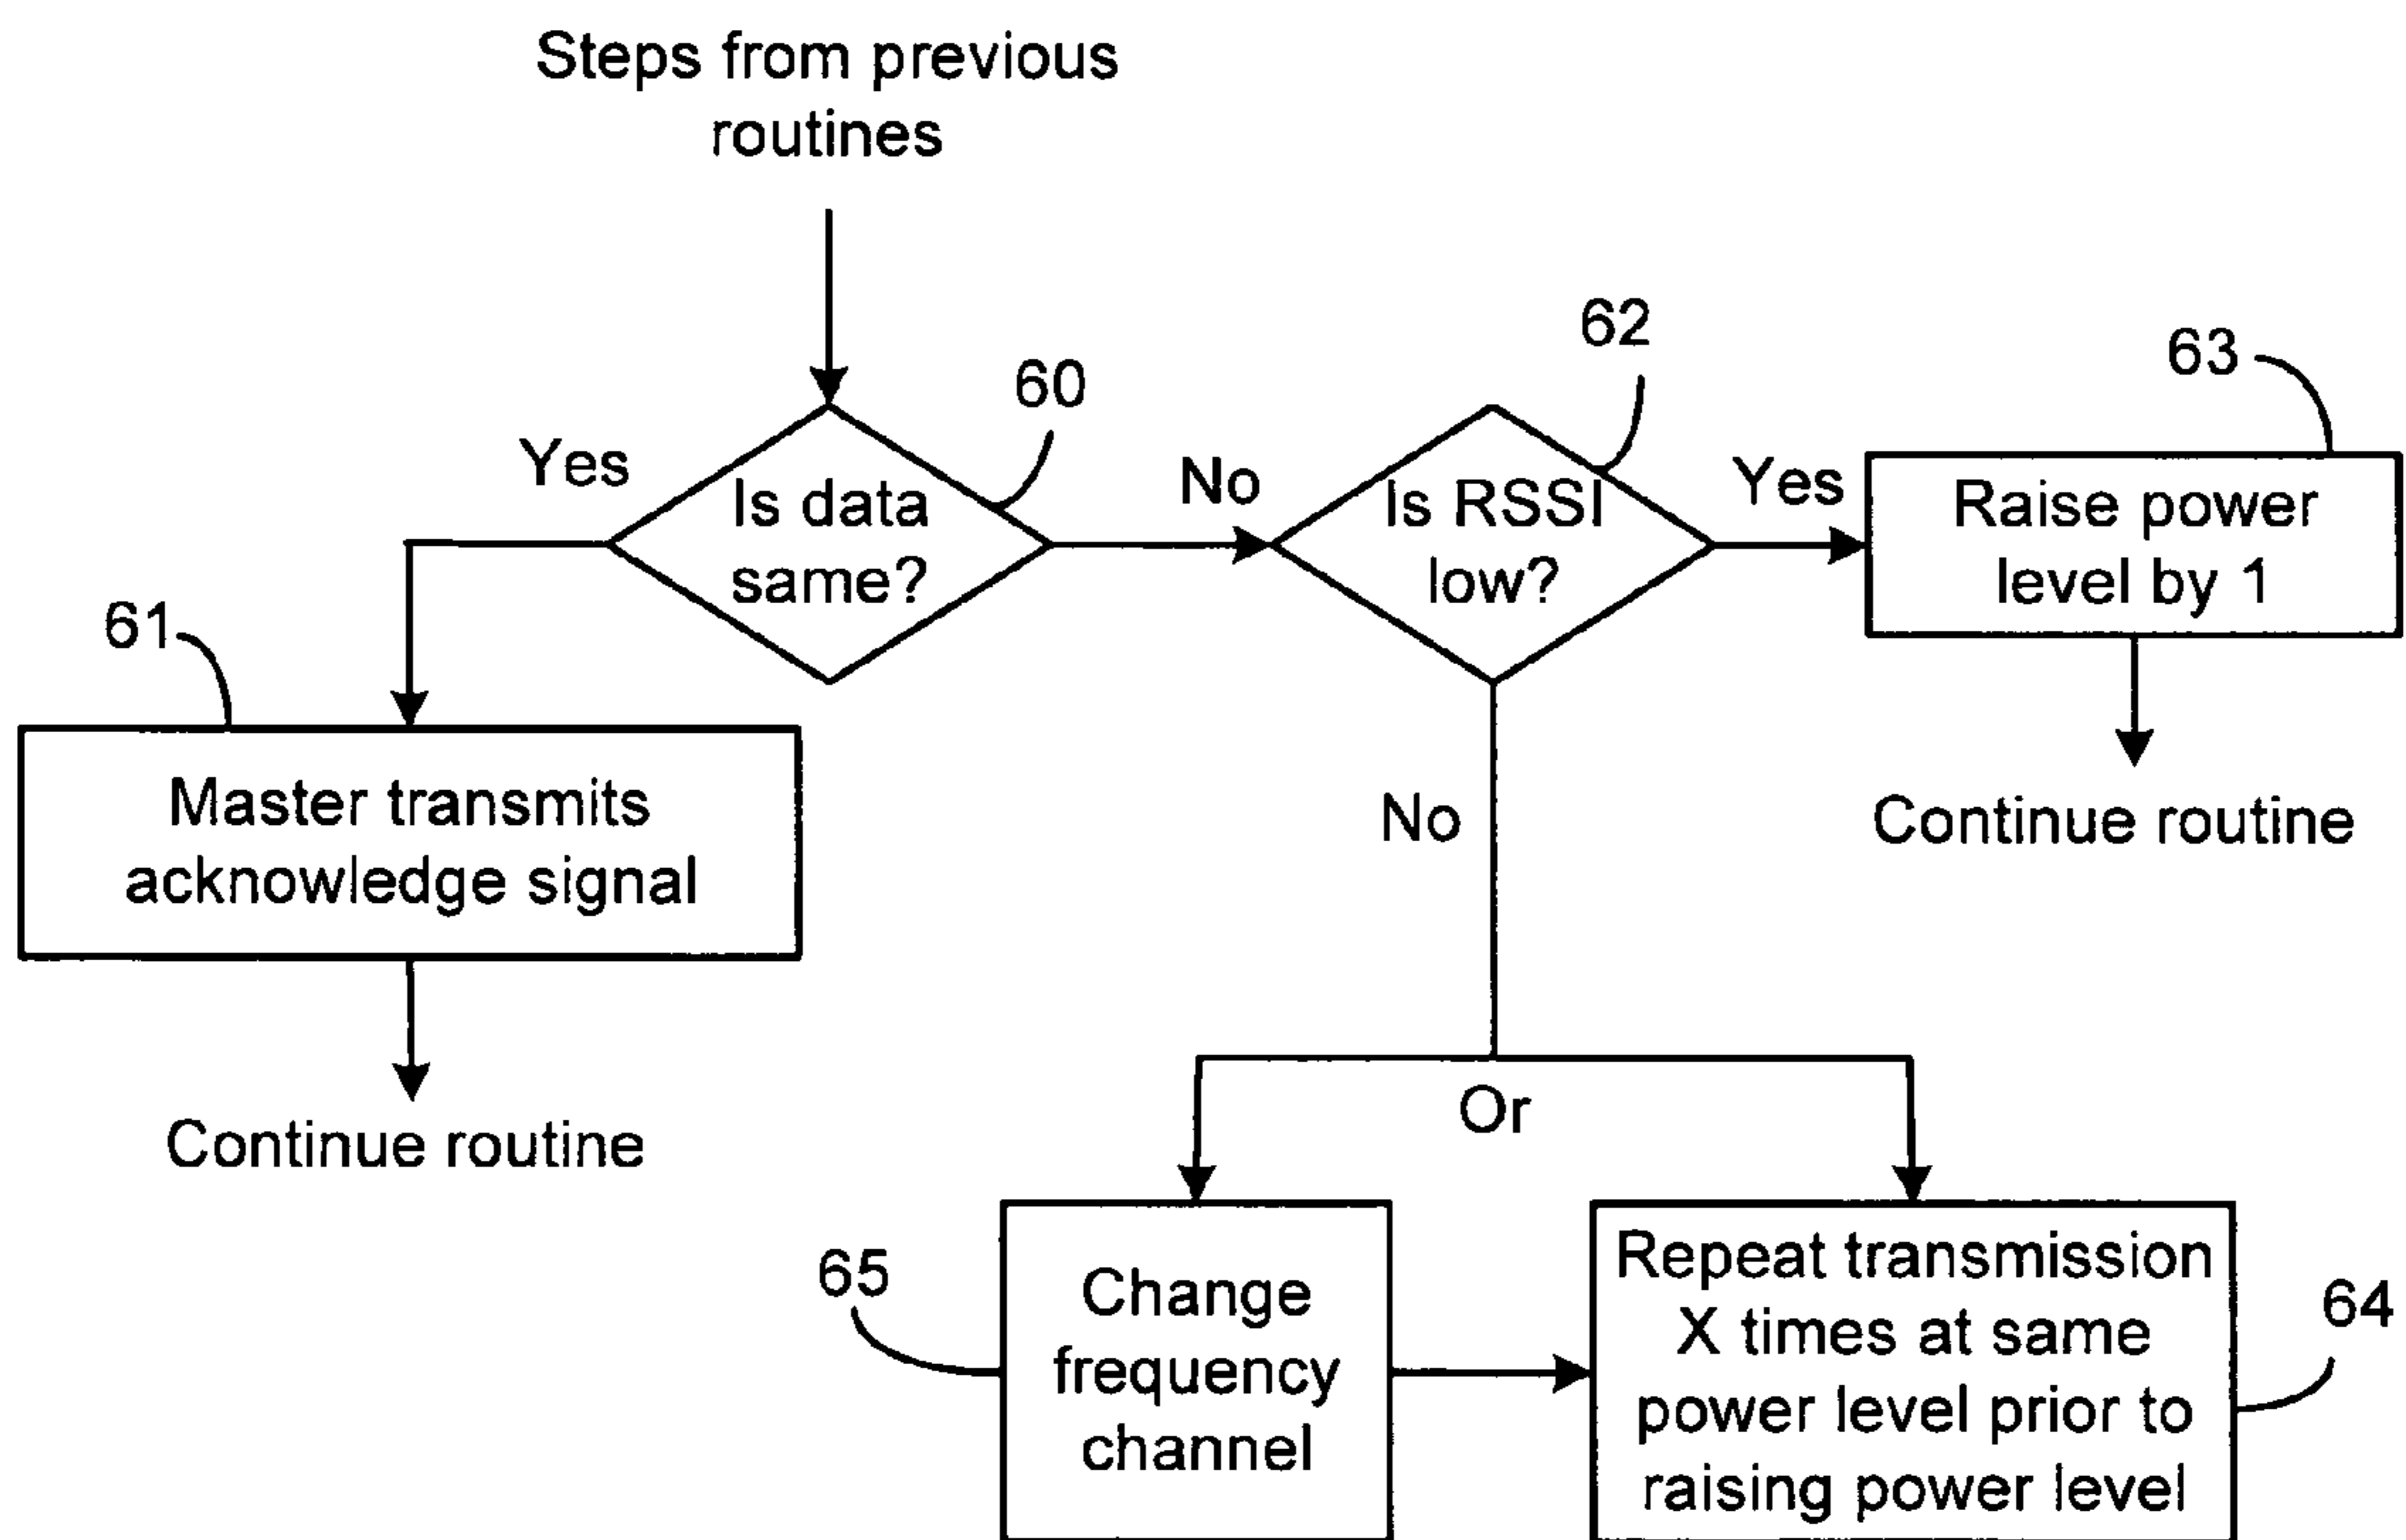 Steps from previous
routines
60
62
63
Yes
Is data
same?
No
Is RSSI
low?
Yes
Raise power
level by 1
61
Master transmits
acknowledge signal
No
Continue routine
Continue routine
Or
65
Change
frequency
channel
Repeat transmission
X times at same
power level prior to
raising power level
64